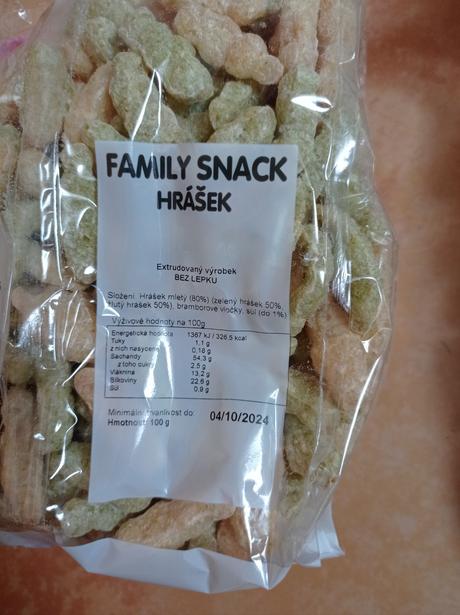 FAMILY SNACK
HRÁŠEK
Extrudovaný výrobek
BEZ LEPKU
Složení: Hrášek mletý (80%) (zelený hrášek 50%,
žlutý hrášek 50%), bramborové vločky, sůl (do 1%)
Výživové hodnoty na 100g
Energetická hodnota 1367 kJ / 326,5 kcal
Tuky 1,1 g
z nich nasycené 0,18 g
Sacharidy 54,3 g
z toho cukry 2,5 g
Vláknina 13,2 g
Bílkoviny 22,6 g
Sůl 0,9 g
Minimální trvanlivost do: 04/10/2024
Hmotnost: 100 g